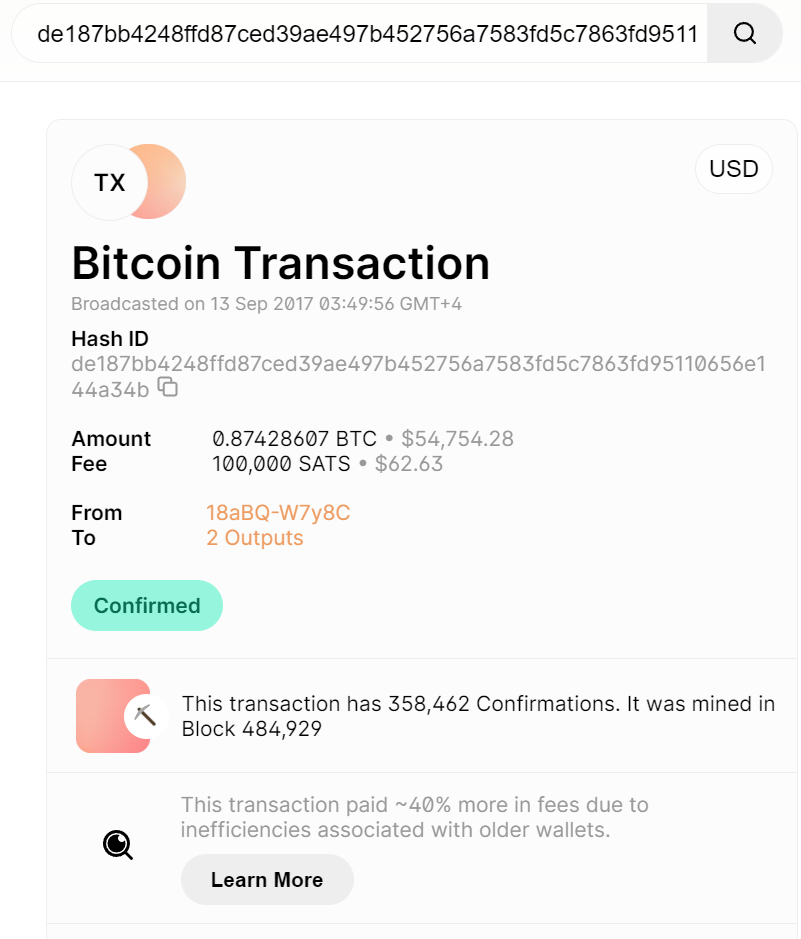 de187bb4248ffd87ced39ae497b452756a7583fd5c7863fd9511
TX
USD
Bitcoin Transaction
Broadcasted on 13 Sep 2017 03:49:56 GMT+4
Hash ID
de187bb4248ffd87ced39ae497b452756a7583fd5c7863fd95110656e1
44a34b
Amount 0.87428607 BTC • $54,754.28
Fee 100,000 SATS • $62.63
From 18aBQ-W7y8C
To 2 Outputs
Confirmed
This transaction has 358,462 Confirmations. It was mined in
Block 484,929
This transaction paid ~40% more in fees due to
inefficiencies associated with older wallets.
Learn More